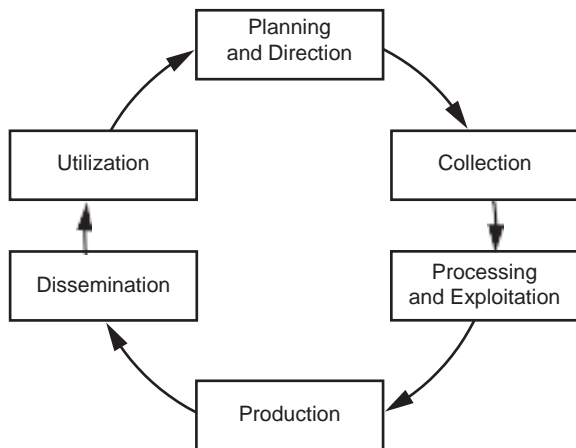 Planning
and Direction
Utilization
Collection
Dissemination
Processing
and Exploitation
Production